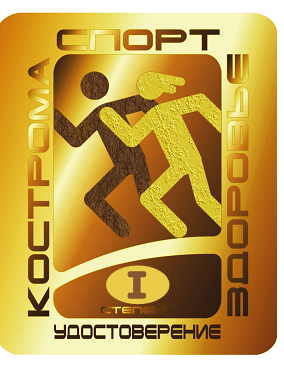 СПОРТ
КОСТРОМА
ЗДОРОВЬЕ
I
СТЕПЕНИ
УДОСТОВЕРЕНИЕ